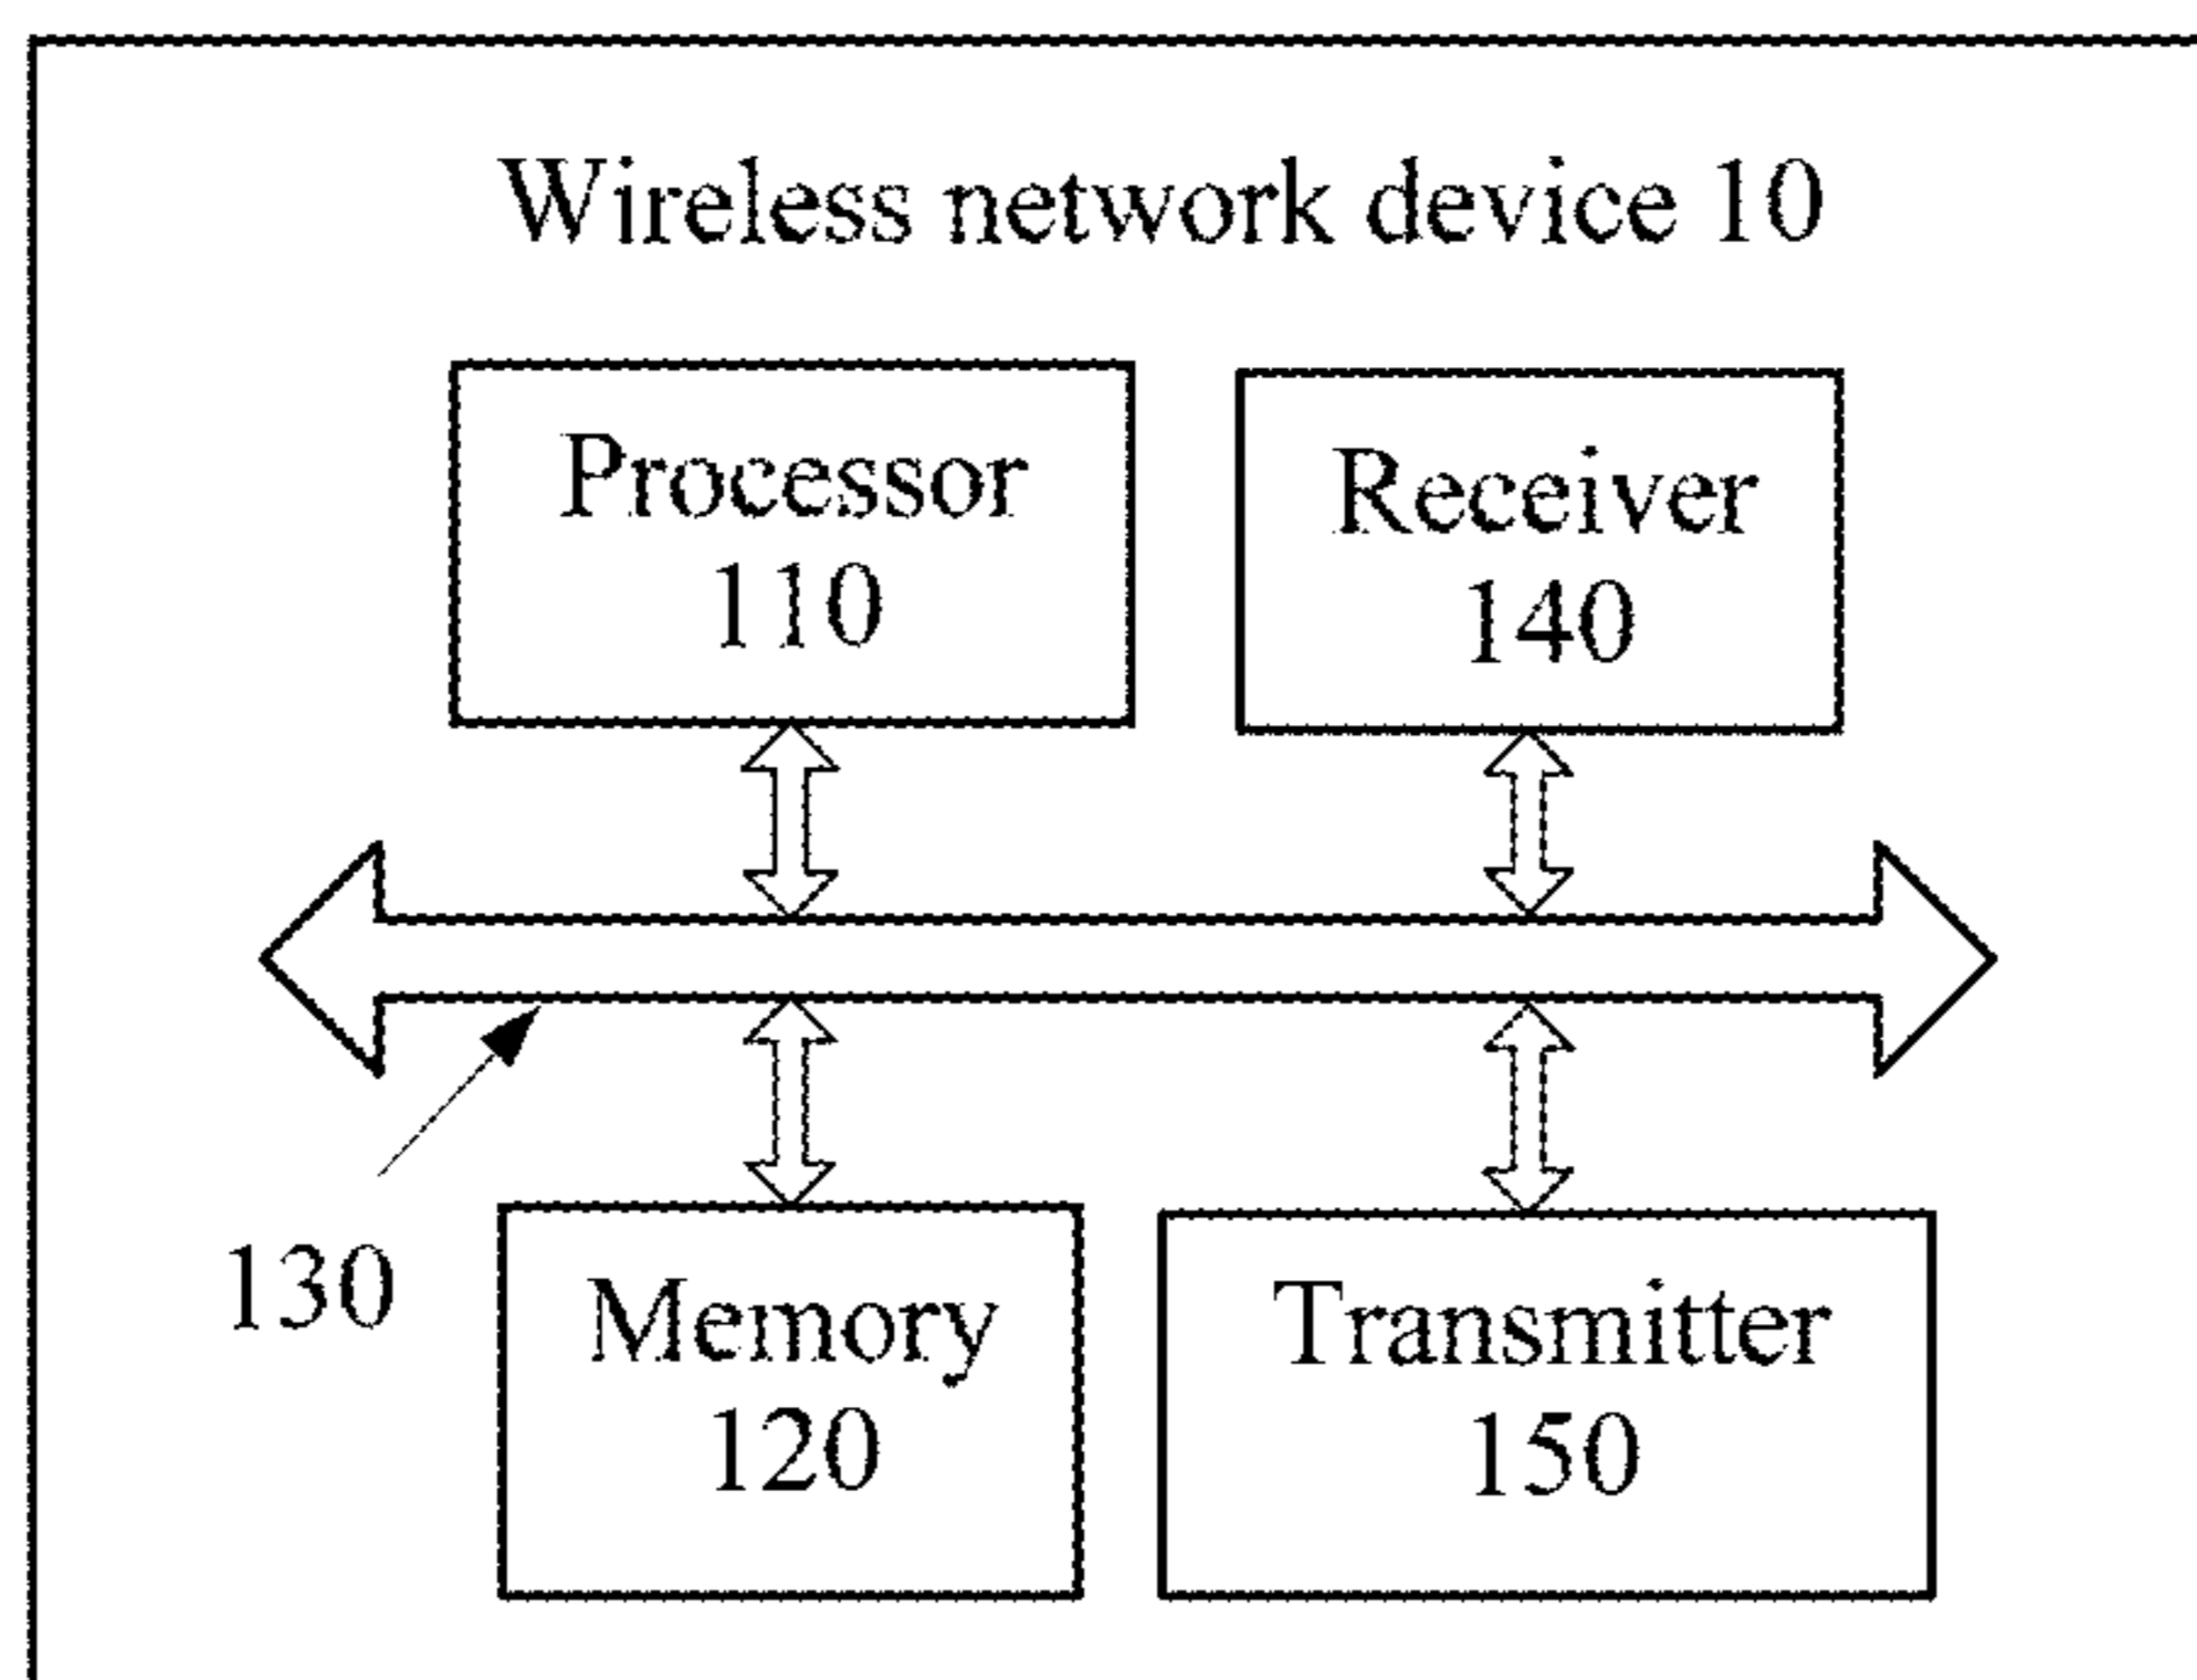 Wireless network device 10
Processor
110
Receiver
140
130
Memory
120
Transmitter
150